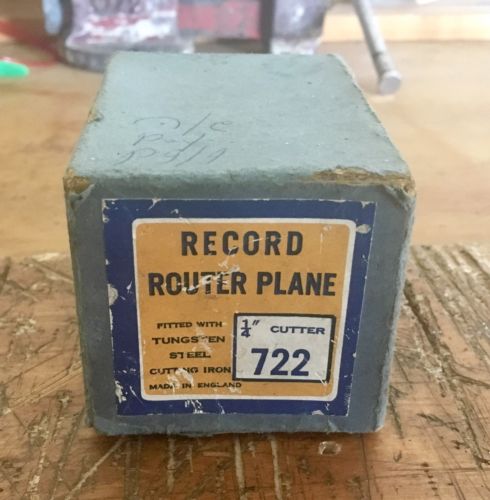 RECORD
ROUTER PLANE
FITTED WITH
TUNGSTEN
STEEL
CUTTING IRON
MADE IN ENGLAND
1/4" CUTTER
722